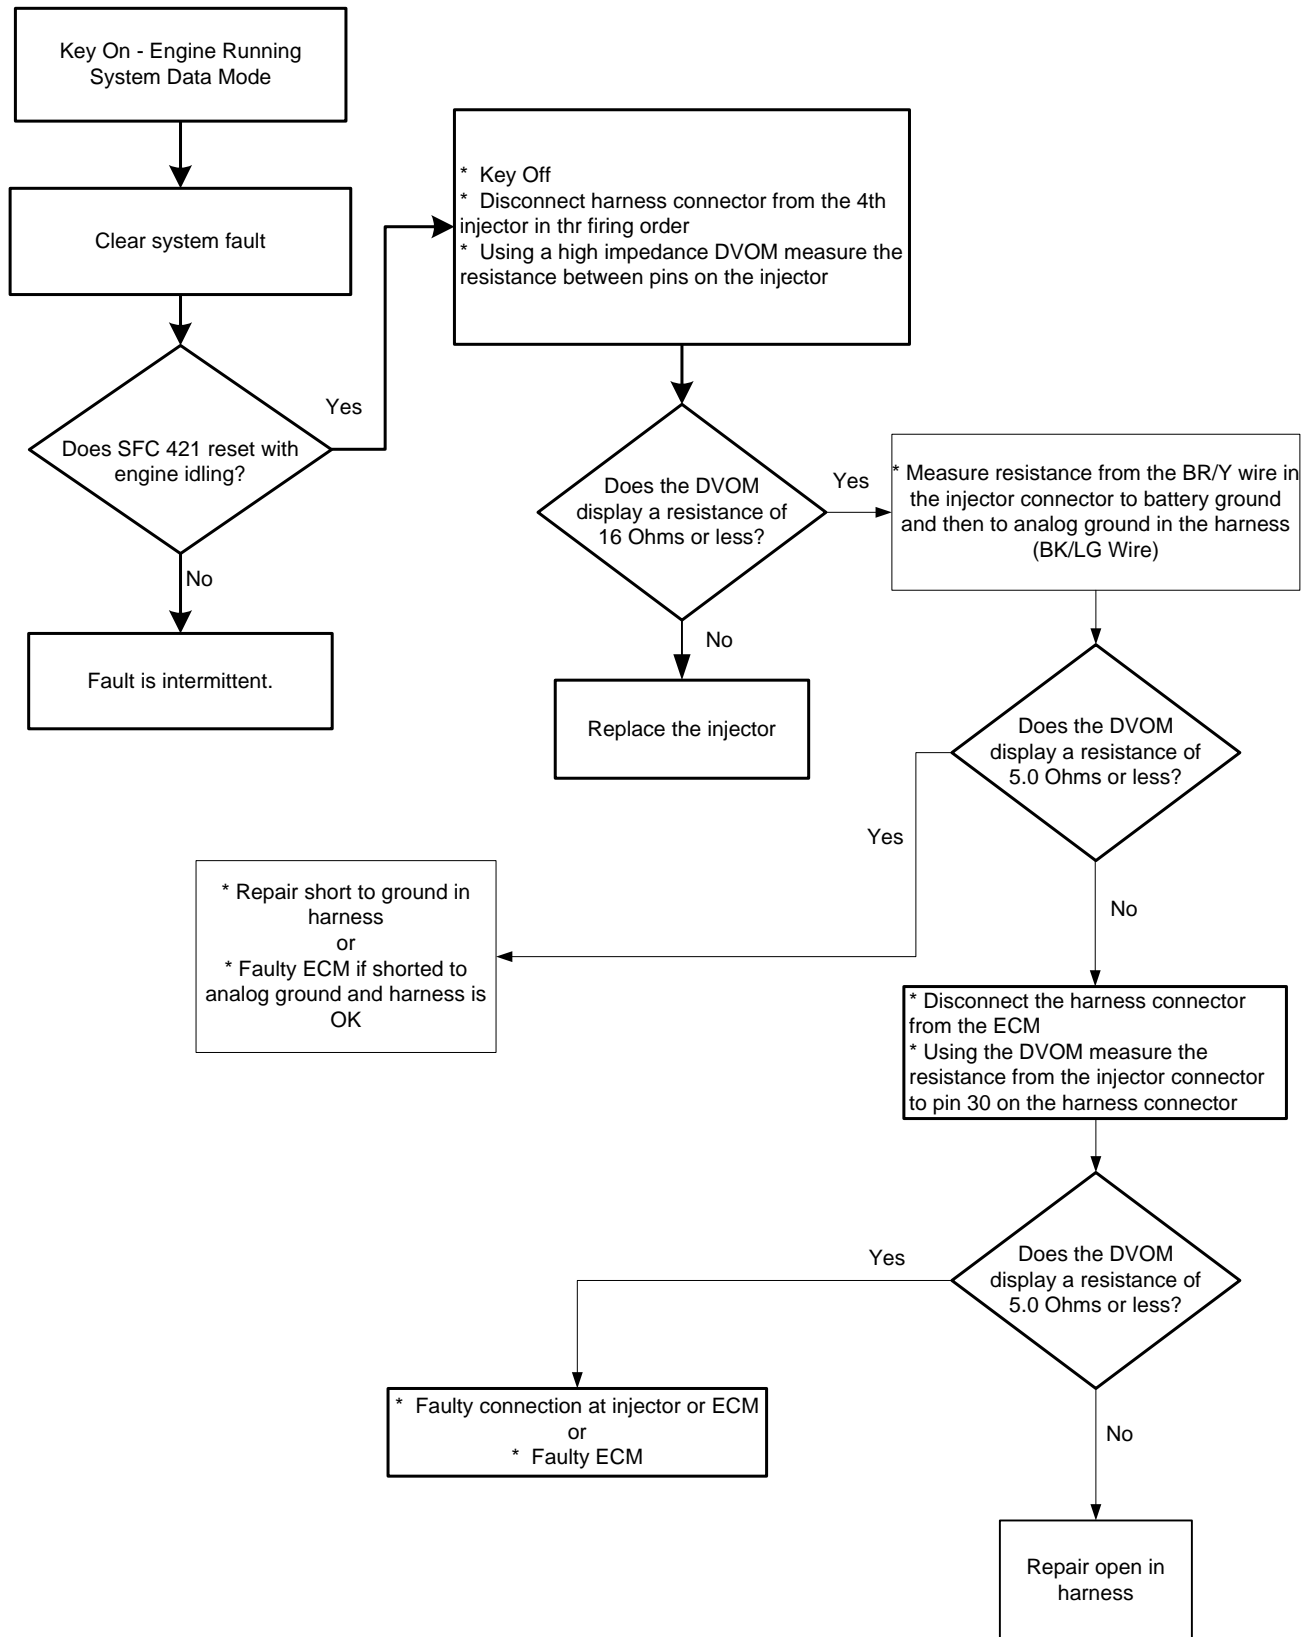 Key On - Engine Running
System Data Mode
Clear system fault
Does SFC 421 reset with
engine idling?
Yes
No
Fault is intermittent.
* Key Off
* Disconnect harness connector from the 4th
injector in thr firing order
* Using a high impedance DVOM measure the
resistance between pins on the injector
Does the DVOM
display a resistance of
16 Ohms or less?
Yes
No
Replace the injector
* Measure resistance from the BR/Y wire in
the injector connector to battery ground
and then to analog ground in the harness
(BK/LG Wire)
Does the DVOM
display a resistance of
5.0 Ohms or less?
Yes
No
* Repair short to ground in
harness
or
* Faulty ECM if shorted to
analog ground and harness is
OK
* Disconnect the harness connector
from the ECM
* Using the DVOM measure the
resistance from the injector connector
to pin 30 on the harness connector
Does the DVOM
display a resistance of
5.0 Ohms or less?
Yes
No
* Faulty connection at injector or ECM
or
* Faulty ECM
Repair open in
harness